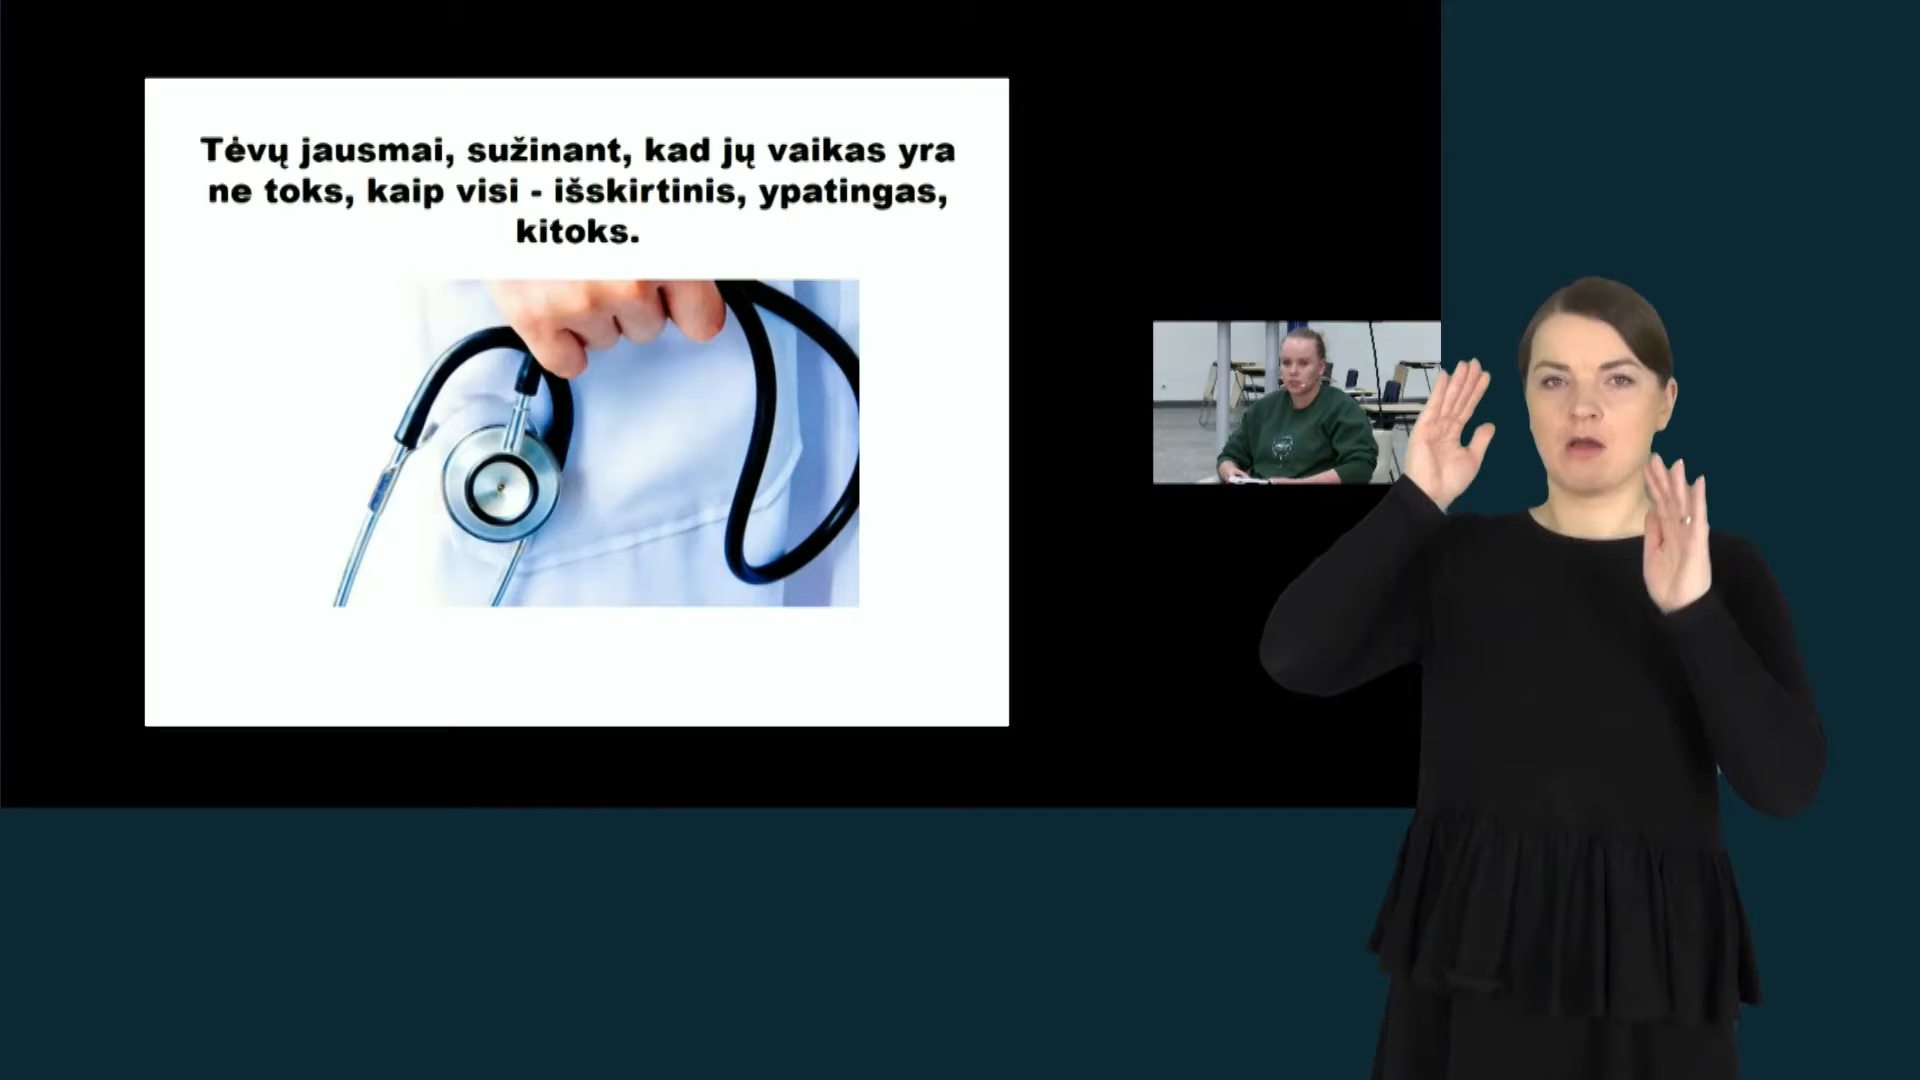 Tėvų jausmai, sužinant, kad jų vaikas yra
ne toks, kaip visi - išskirtinis, ypatingas,
kitoks.